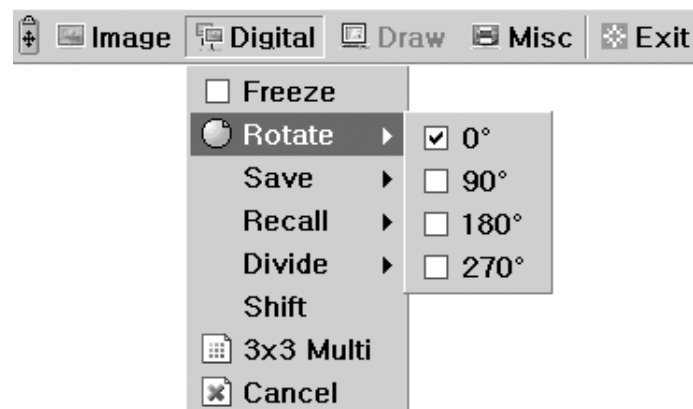 Image Digital Draw Misc Exit
Freeze
Rotate 0°
Save 90°
Recall 180°
Divide 270°
Shift
3x3 Multi
Cancel